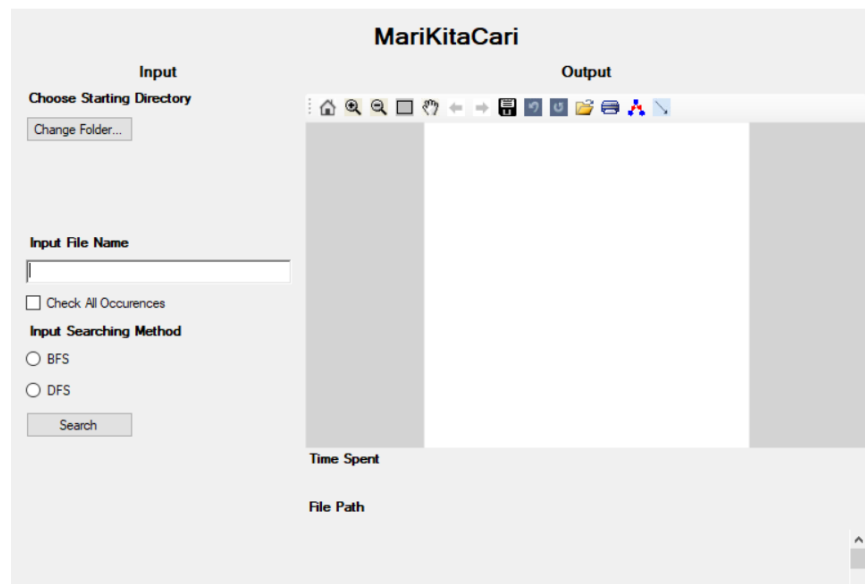 MariKitaCari
Input
Output
Choose Starting Directory
Change Folder...
Input File Name
Check All Occurences
Input Searching Method
BFS
DFS
Search
Time Spent
File Path